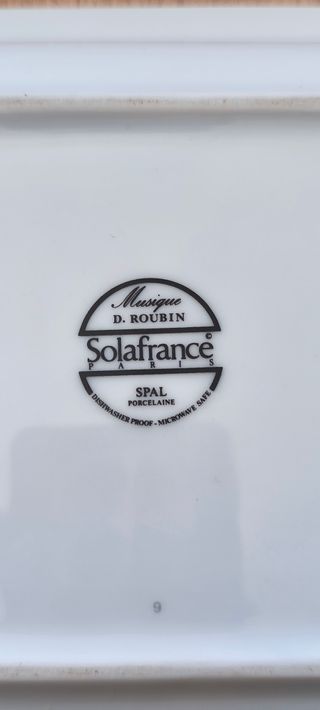 Musique
D. ROUBIN
Solafrance©
PARIS
SPAL
PORCELAINE
DISHWASHER PROOF - MICROWAVE SAFE
9